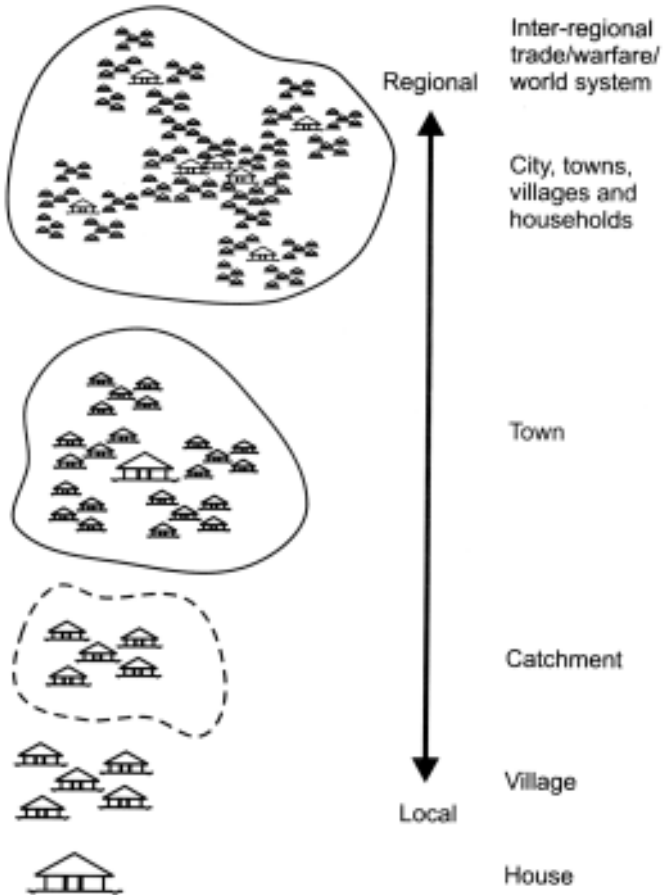 Inter-regional
trade/warfare/
world system
Regional
City, towns,
villages and
households
Town
Catchment
Village
Local
House